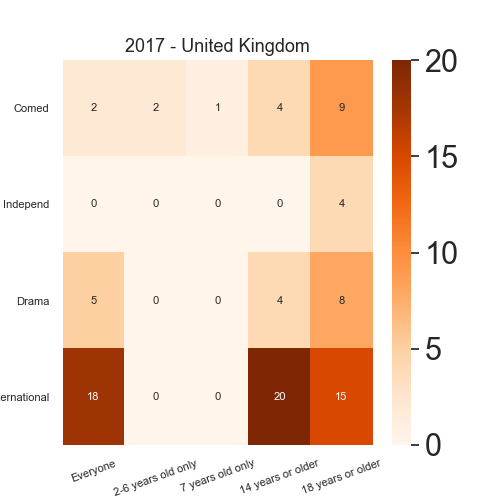 2017 - United Kingdom
20
Comed 2 2 1 4 9
15
Independ 0 0 0 0 4
10
Drama 5 0 0 4 8
5
ernational 18 0 0 20 15
0
Everyone 2-6 years old only 7 years old only 14 years or older 18 years or older